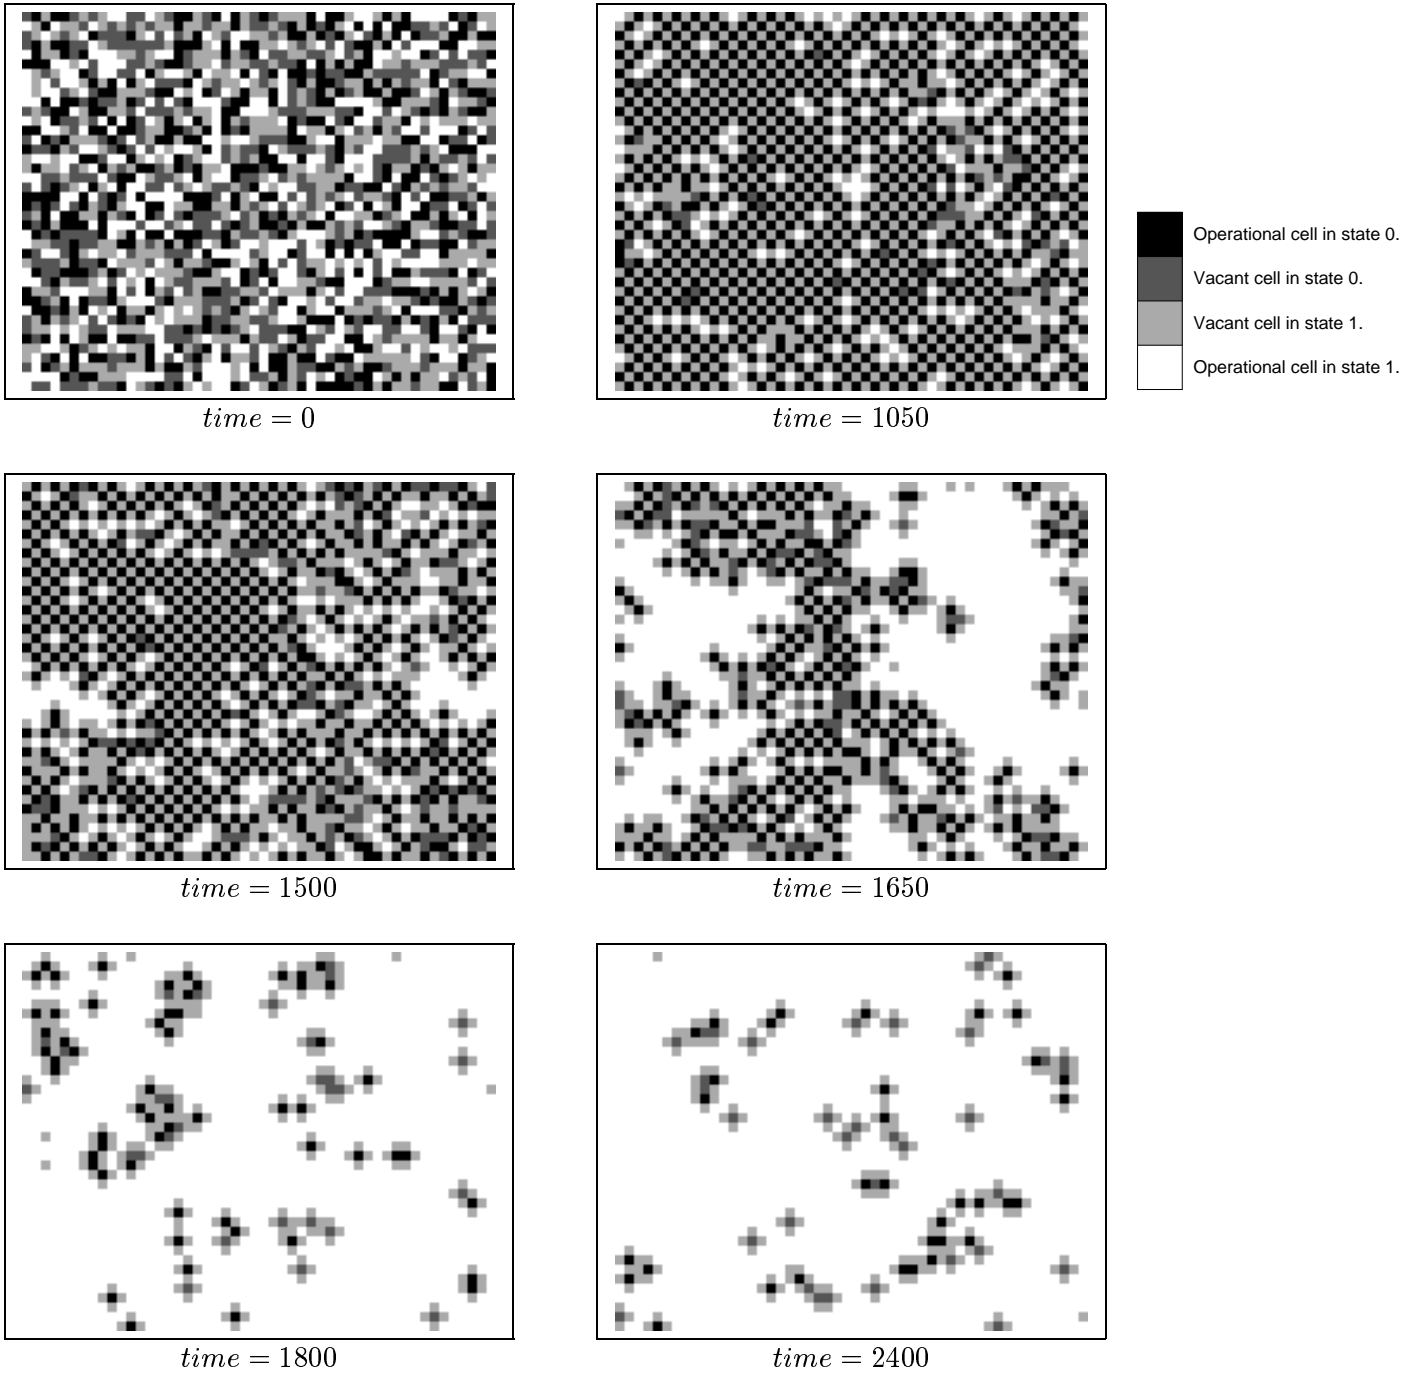 Operational cell in state 0.
Vacant cell in state 0.
Vacant cell in state 1.
Operational cell in state 1.
time = 0
time = 1050
time = 1500
time = 1650
time = 1800
time = 2400